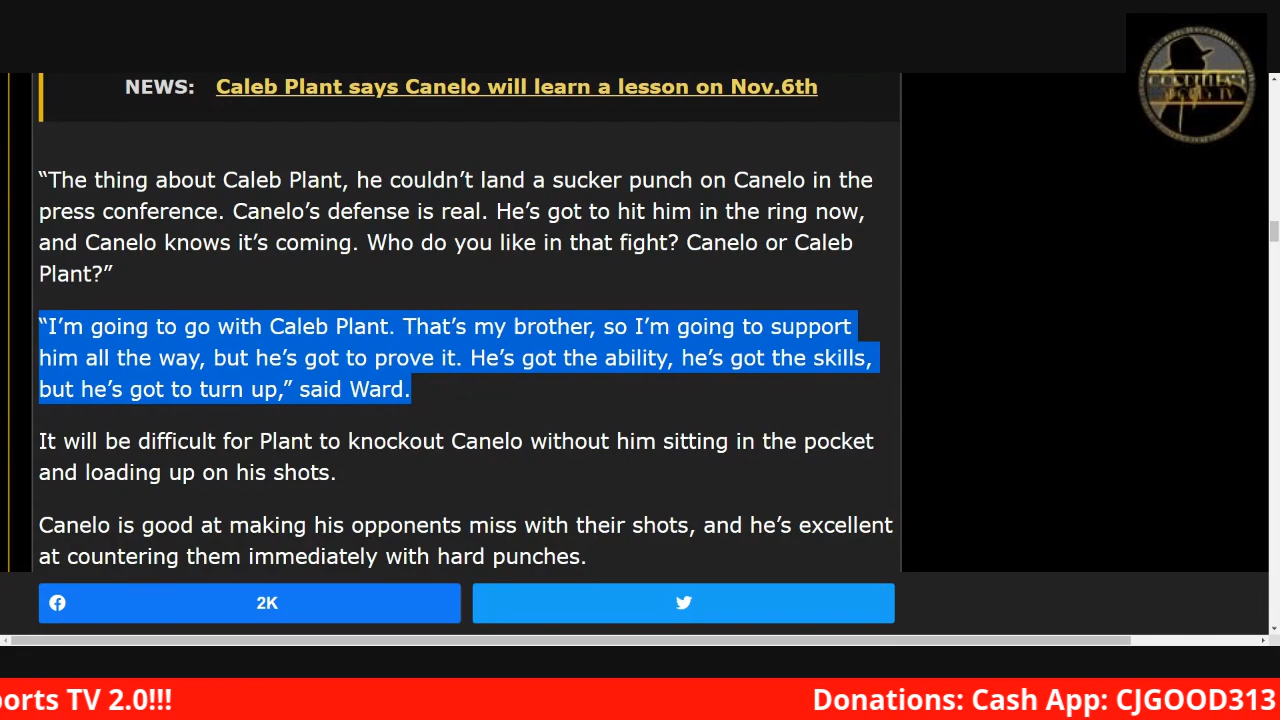 NEWS: Caleb Plant says Canelo will learn a lesson on Nov.6th
“The thing about Caleb Plant, he couldn’t land a sucker punch on Canelo in the
press conference. Canelo’s defense is real. He’s got to hit him in the ring now,
and Canelo knows it’s coming. Who do you like in that fight? Canelo or Caleb
Plant?”
“I’m going to go with Caleb Plant. That’s my brother, so I’m going to support
him all the way, but he’s got to prove it. He’s got the ability, he’s got the skills,
but he’s got to turn up,” said Ward.
It will be difficult for Plant to knockout Canelo without him sitting in the pocket
and loading up on his shots.
Canelo is good at making his opponents miss with their shots, and he’s excellent
at countering them immediately with hard punches.
2K
orts TV 2.0!!! Donations: Cash App: CJGOOD313